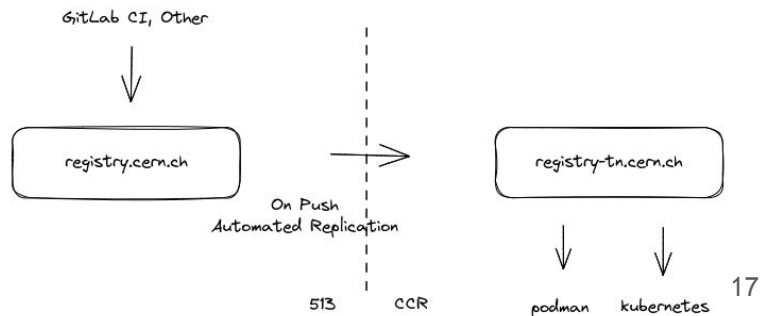 GitLab CI, Other
registry.cern.ch
registry-tn.cern.ch
On Push
Automated Replication
513
CCR
podman
kubernetes
17